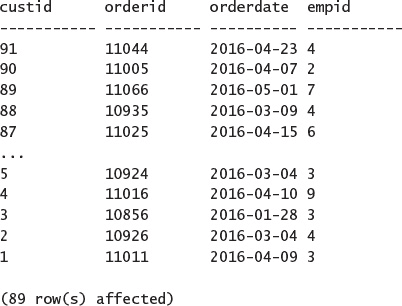 custid      orderid     orderdate  empid
----------- ----------- ---------- -----------
91          11044       2016-04-23 4
90          11005       2016-04-07 2
89          11066       2016-05-01 7
88          10935       2016-03-09 4
87          11025       2016-04-15 6
...
5           10924       2016-03-04 3
4           11016       2016-04-10 9
3           10856       2016-01-28 3
2           10926       2016-03-04 4
1           11011       2016-04-09 3

(89 row(s) affected)